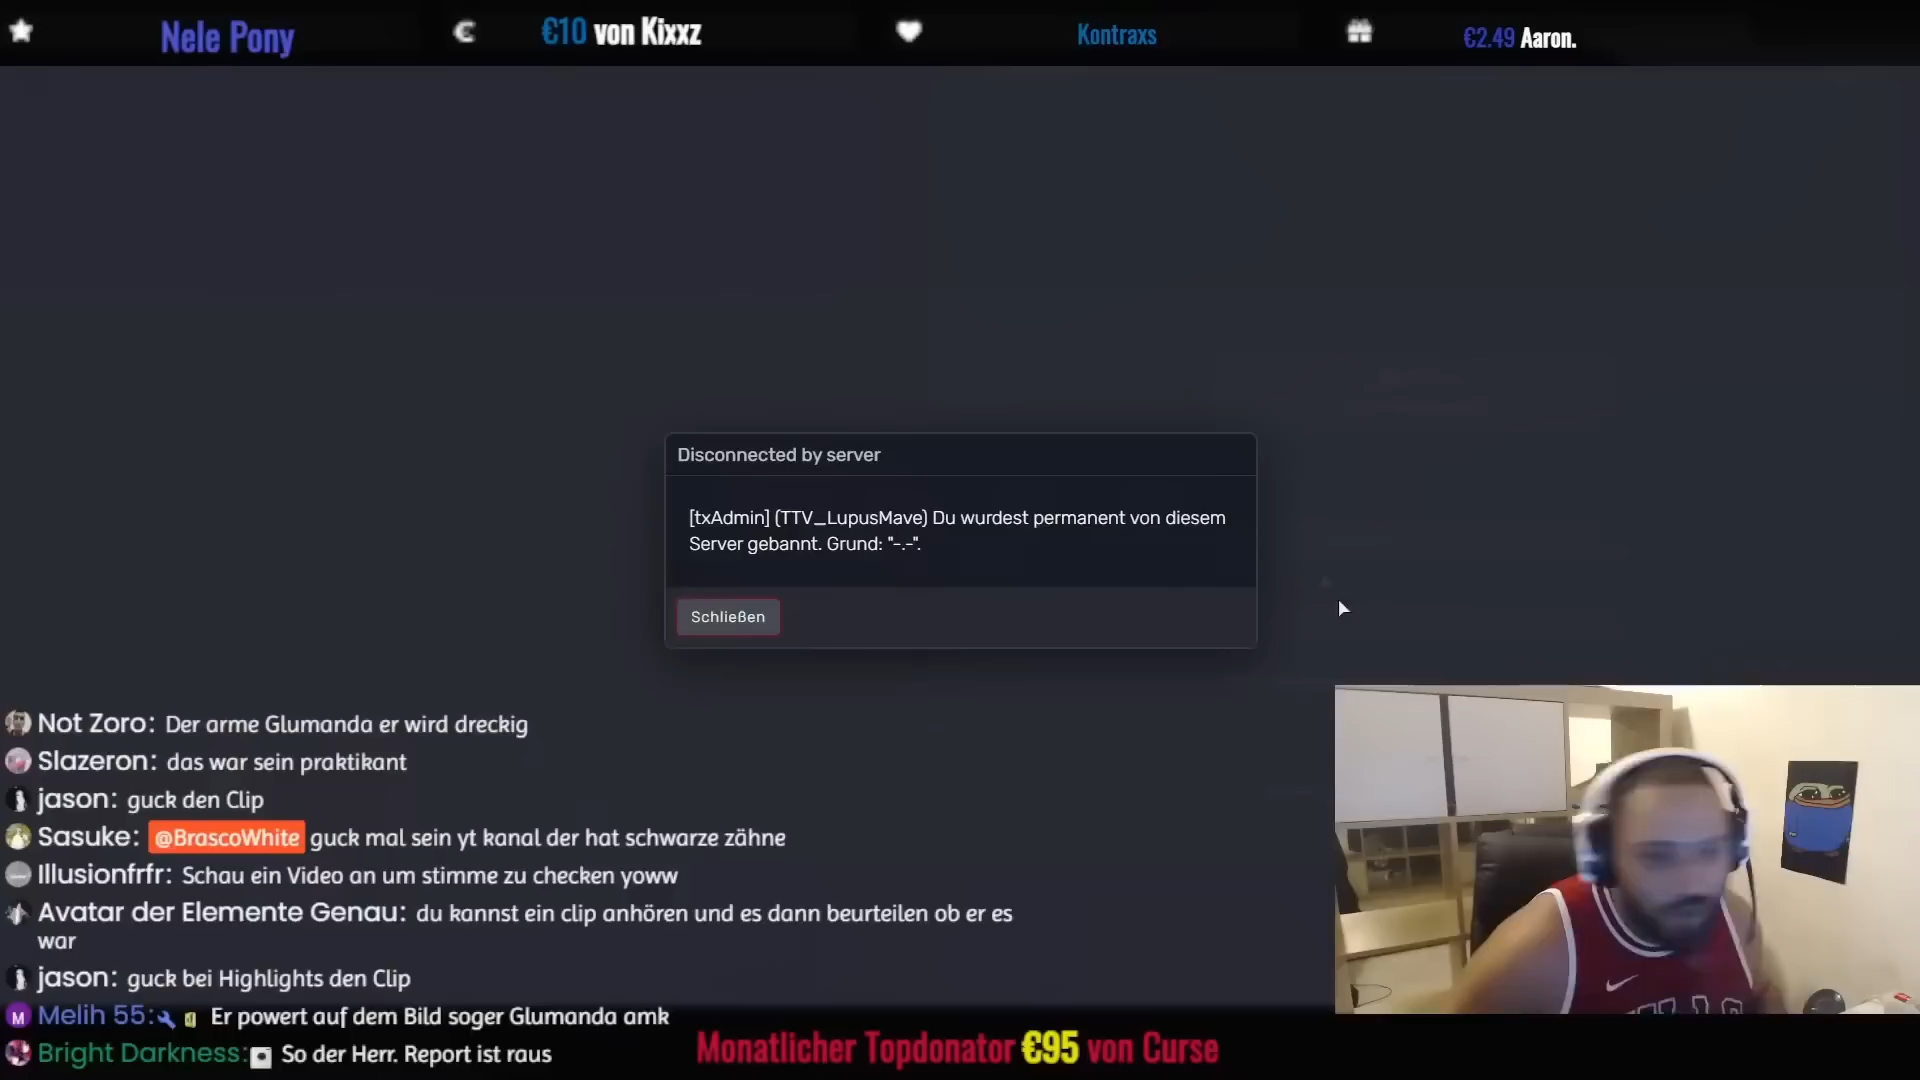 Nele Pony
€10 von Kixxz
Kontraxs
€2.49 Aaron.
Disconnected by server
[txAdmin] (TTV_LupusMave) Du wurdest permanent von diesem
Server gebannt. Grund: "-.-".
Schließen
Not Zoro: Der arme Glumanda er wird dreckig
Slazeron: das war sein praktikant
jason: guck den Clip
Sasuke: @BrascoWhite guck mal sein yt kanal der hat schwarze zähne
Illusionfrfr: Schau ein Video an um stimme zu checken yoww
Avatar der Elemente Genau: du kannst ein clip anhören und es dann beurteilen ob er es
war
jason: guck bei Highlights den Clip
M Melih 55: Er powert auf dem Bild soger Glumanda amk
Bright Darkness: So der Herr. Report ist raus
Monatlicher Topdonator €95 von Curse